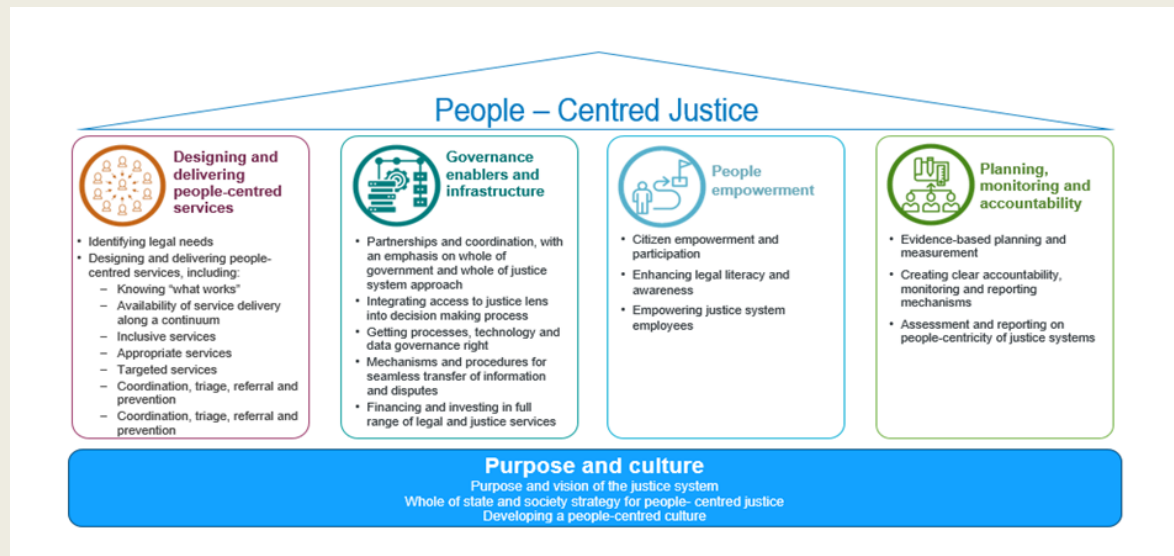 People – Centred Justice
Designing and
delivering
people-centred
services
• Identifying legal needs
• Designing and delivering people-
centred services, including:
– Knowing “what works”
– Availability of service delivery
along a continuum
– Inclusive services
– Appropriate services
– Targeted services
– Coordination, triage, referral and
prevention
– Coordination, triage, referral and
prevention
Governance
enablers and
infrastructure
• Partnerships and coordination, with
an emphasis on whole of
government and whole of justice
system approach
• Integrating access to justice lens
into decision making process
• Getting processes, technology and
data governance right
• Mechanisms and procedures for
seamless transfer of information
and disputes
• Financing and investing in full
range of legal and justice services
People
empowerment
• Citizen empowerment and
participation
• Enhancing legal literacy and
awareness
• Empowering justice system
employees
Planning,
monitoring and
accountability
• Evidence-based planning and
measurement
• Creating clear accountability,
monitoring and reporting
mechanisms
• Assessment and reporting on
people-centricity of justice systems
Purpose and culture
Purpose and vision of the justice system
Whole of state and society strategy for people- centred justice
Developing a people-centred culture